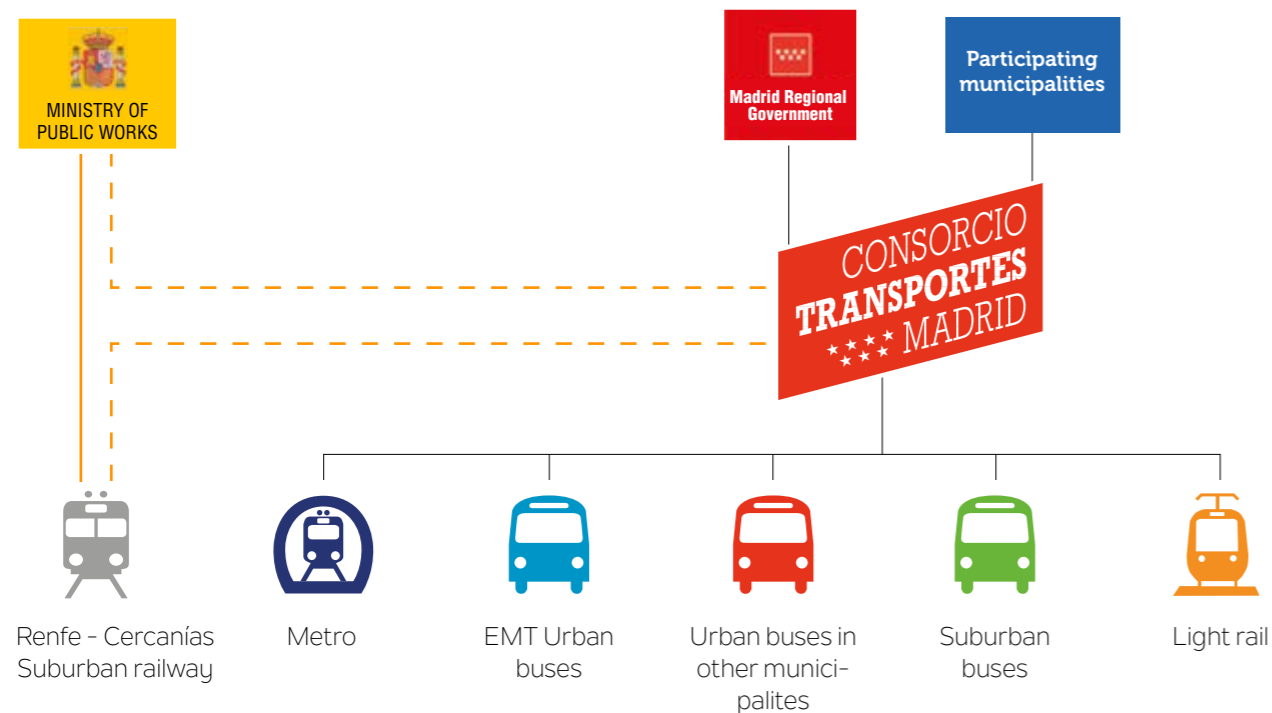 MINISTRY OF
PUBLIC WORKS
Madrid Regional
Government
Participating
municipalities
CONSORCIO
TRANSPORTES
MADRID
Renfe - Cercanías
Suburban railway
Metro
EMT Urban
buses
Urban buses in
other munici-
palites
Suburban
buses
Light rail